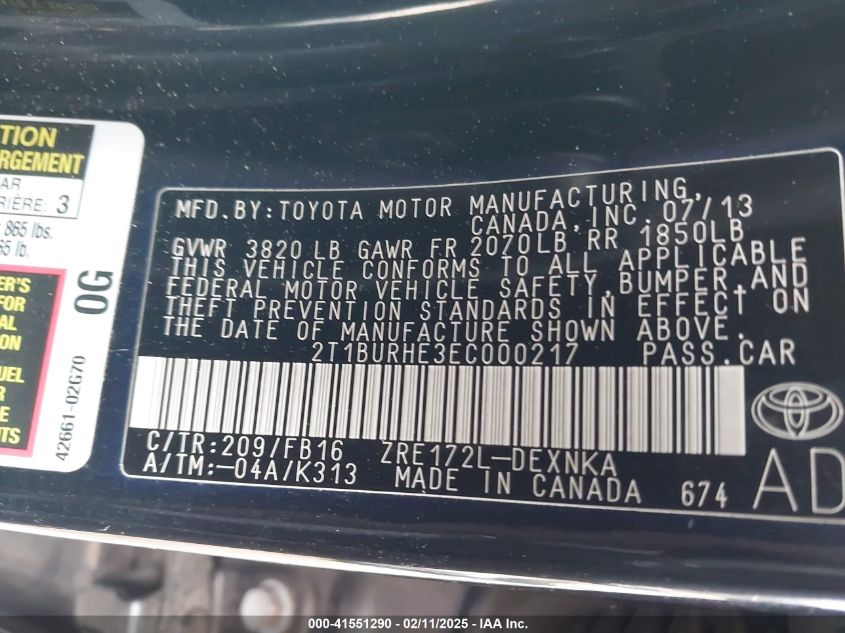 TION
RGEMENT
AR
RIÈRE: 3
865 lbs.
65 lb.
ER'S
FOR
AL
ON
UEL
R
E
TS
0G
42661-02G70
MFD.BY:TOYOTA MOTOR MANUFACTURING,
CANADA,INC.07/13
GVWR 3820 LB GAWR FR 2070LB RR 1850LB
THIS VEHICLE CONFORMS TO ALL APPLICABLE
FEDERAL MOTOR VEHICLE SAFETY,BUMPER,AND
THEFT PREVENTION STANDARDS IN EFFECT ON
THE DATE OF MANUFACTURE SHOWN ABOVE.
2T1BURHE3EC000217 PASS.CAR
C/TR:209/FB16 ZRE172L-DEXNKA
A/TM:-04A/K313 MADE IN CANADA 674
AD
000-41551290 - 02/11/2025 - IAAI Inc.